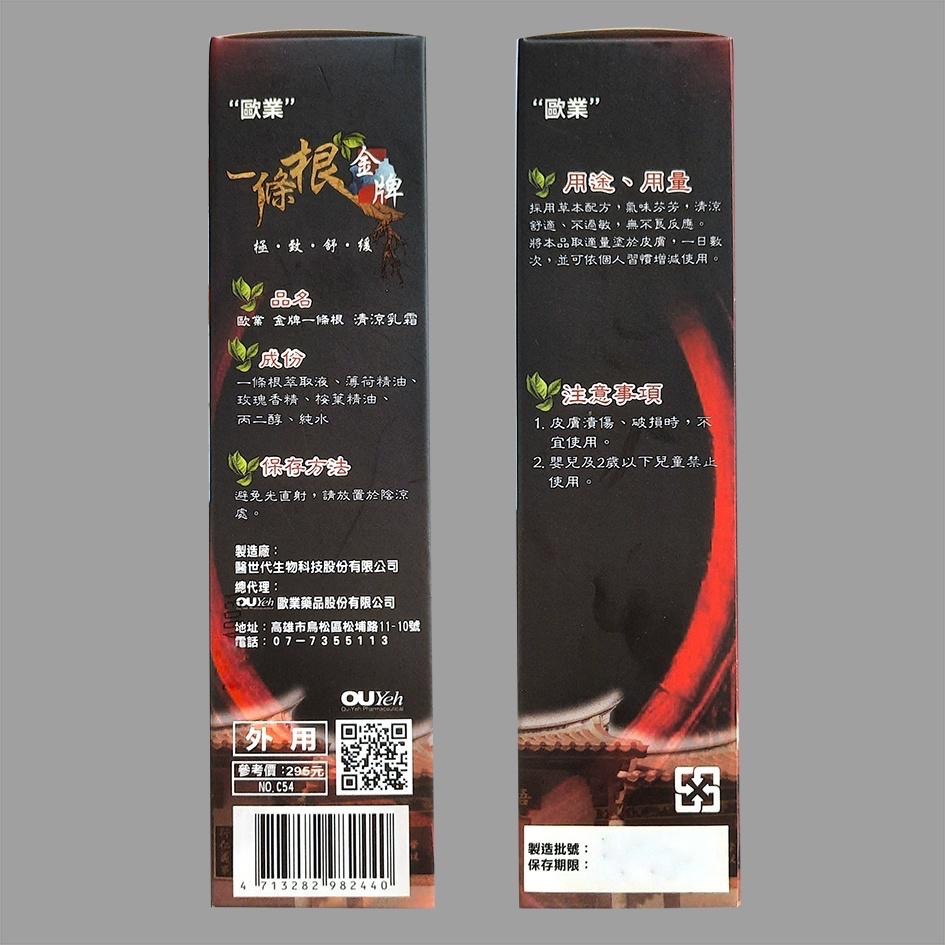 “歐業”
一條根金牌
極・致・舒・緩
品名
歐業 金牌一條根 清涼乳霜
成份
一條根萃取液、薄荷精油、
玫瑰香精、桉葉精油、
丙二醇、純水
保存方法
避免光直射，請放置於陰涼
處。
製造廠：
醫世代生物科技股份有限公司
總代理：
OUYeh 歐業藥品股份有限公司
地址：高雄市鳥松區松埔路11-10號
電話：07-7355113
OUYeh
Ou-Yeh Pharmaceutical
外用
參考價：295元
NO.C54
4 713282 982440
“歐業”
用途、用量
採用草本配方，氣味芬芳，清涼
舒適、不過敏，無不良反應。
將本品取適量塗於皮膚，一日數
次，並可依個人習慣增減使用。
注意事項
1. 皮膚潰傷、破損時，不
宜使用。
2. 嬰兒及2歲以下兒童禁止
使用。
製造批號：
保存期限：